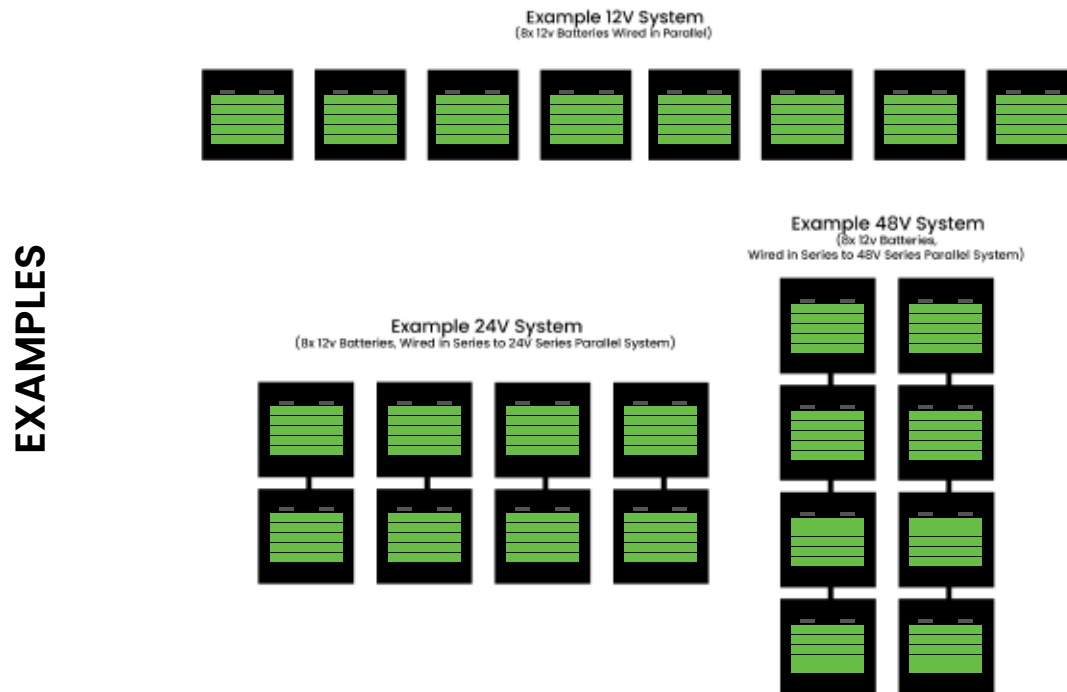 Example 12V System
(8x 12v Batteries Wired in Parallel)
EXAMPLES
Example 48V System
(8x 12v Batteries,
Wired in Series to 48V Series Parallel System)
Example 24V System
(8x 12v Batteries, Wired in Series to 24V Series Parallel System)